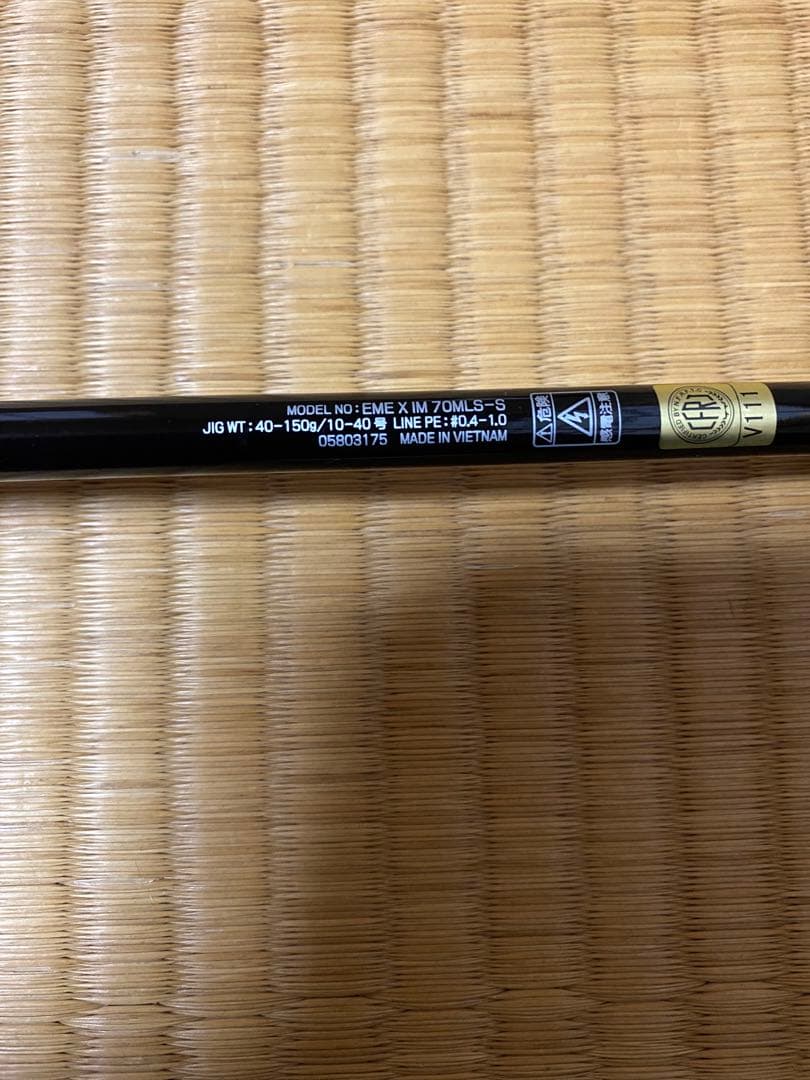 MODEL NO:EME X IM 70MLS-S
JIG WT:40-150g/10-40号 LINE PE:#0.4-1.0
05803175 MADE IN VIETNAM
危険
感電注意
V111